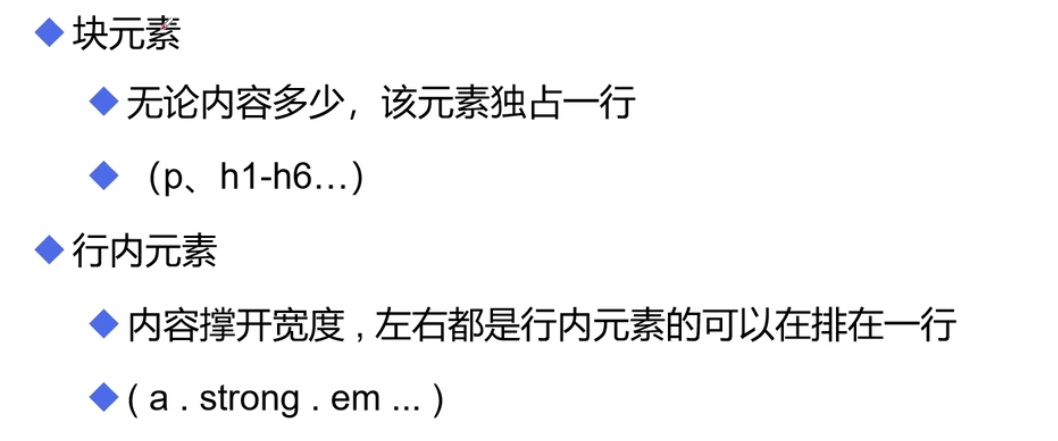 块元素
无论内容多少，该元素独占一行
（p、h1-h6…）
行内元素
内容撑开宽度 , 左右都是行内元素的可以在排在一行
( a . strong . em ... )